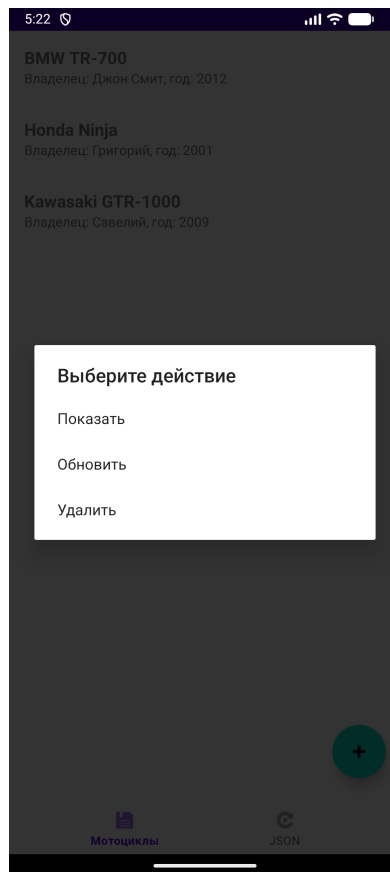 5:22
BMW TR-700
Владелец: Джон Смит, год: 2012
Honda Ninja
Владелец: Григорий, год: 2001
Kawasaki GTR-1000
Владелец: Савелий, год: 2009
Выберите действие
Показать
Обновить
Удалить
+
Мотоциклы JSON